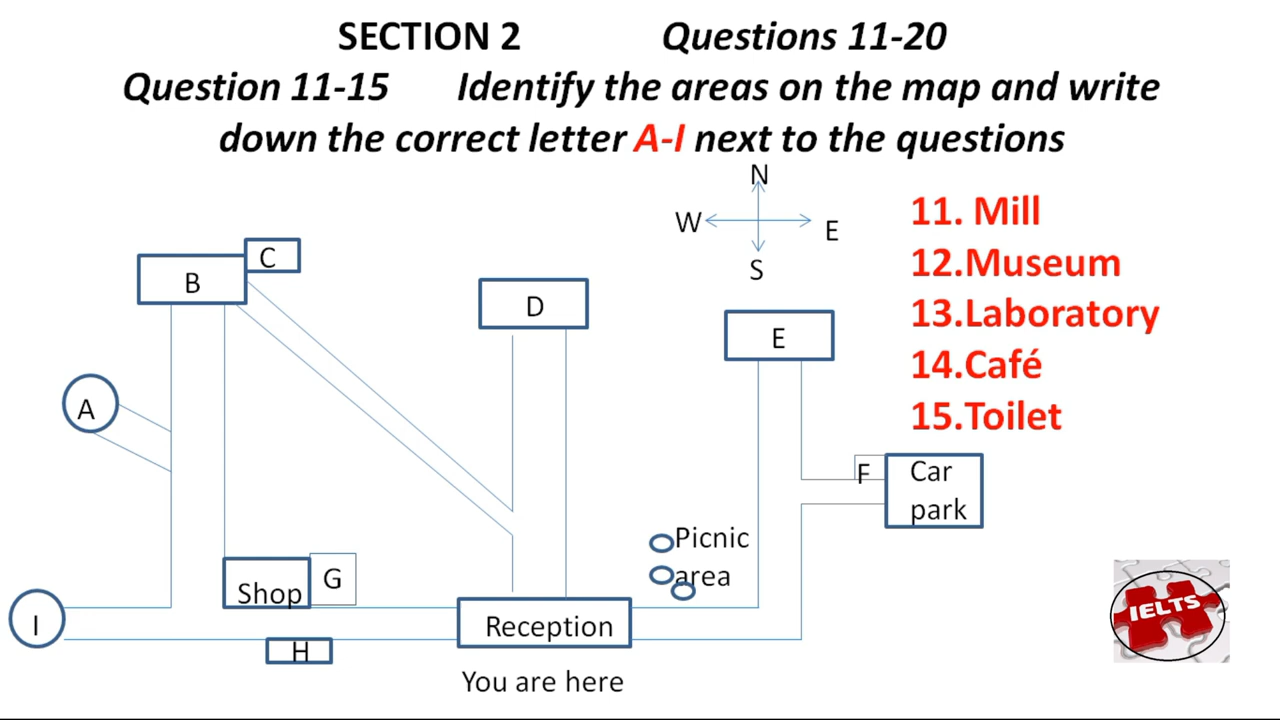 SECTION 2 Questions 11-20
Question 11-15 Identify the areas on the map and write
down the correct letter A-I next to the questions
N
W
E
S
11. Mill
12.Museum
13.Laboratory
14.Café
15.Toilet
C
B
D
E
A
F
Car
park
Picnic
area
G
Shop
I
H
Reception
You are here
IELTS